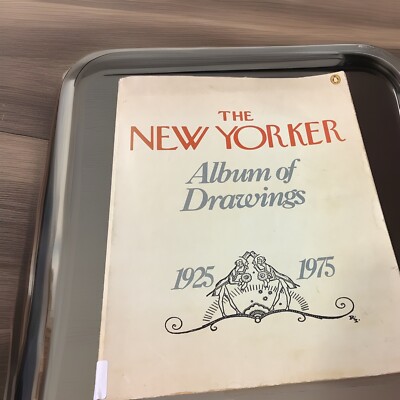 THE
NEW YORKER
Album of
Drawings
1925 1975